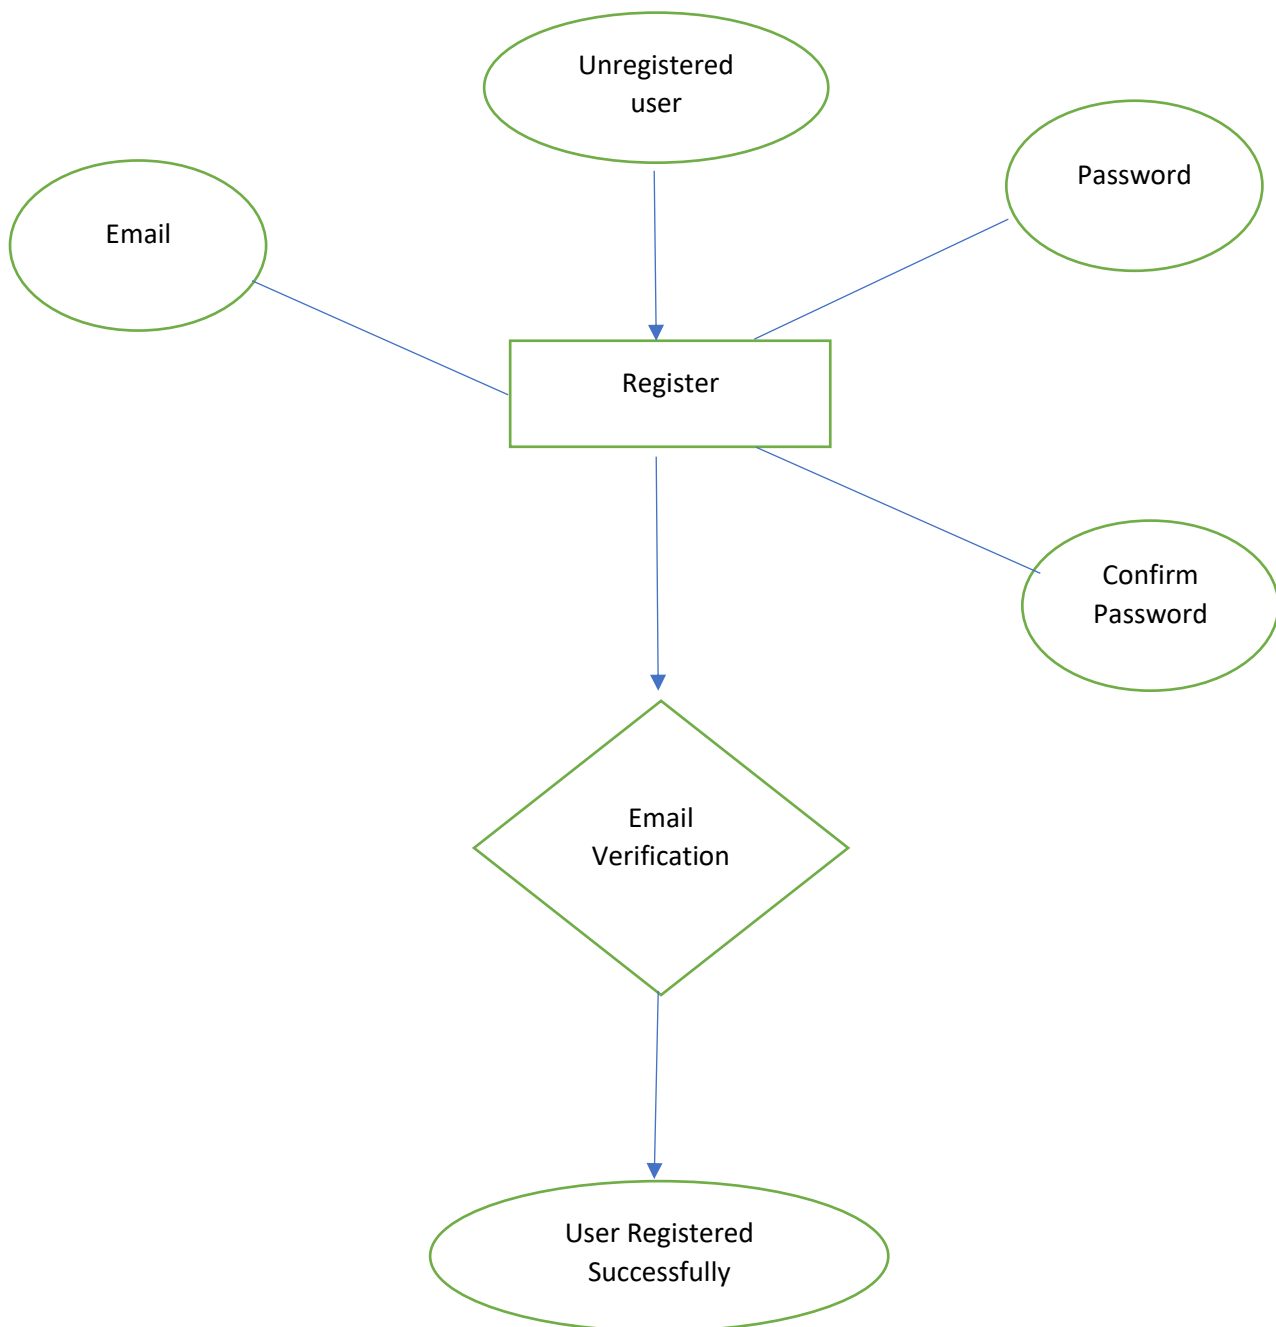 Unregistered
user
Password
Email
Register
Confirm
Password
Email
Verification
User Registered
Successfully